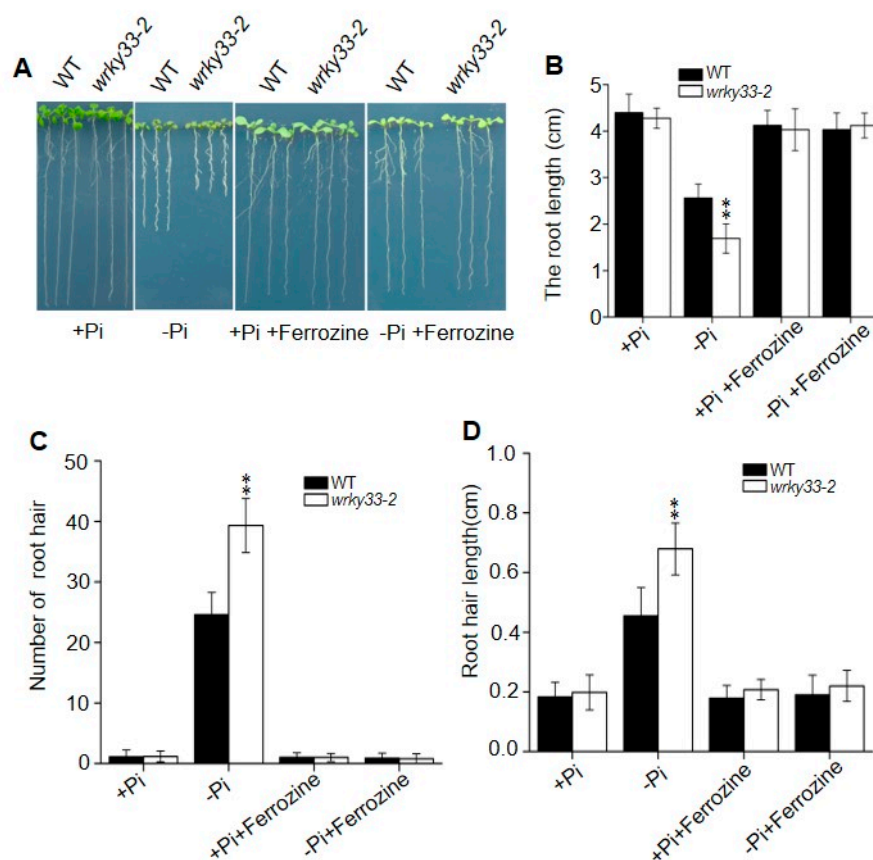 A
WT
wrky33-2
WT
wrky33-2
WT
wrky33-2
WT
wrky33-2
+Pi
-Pi
+Pi +Ferrozine
-Pi +Ferrozine
B
WT
wrky33-2
The root length (cm)
5
4
3
2
1
0
**
+Pi
-Pi
+Pi +Ferrozine
-Pi +Ferrozine
C
WT
wrky33-2
Number of root hair
50
40
30
20
10
0
**
+Pi
-Pi
+Pi+Ferrozine
-Pi+Ferrozine
D
WT
wrky33-2
Root hair length(cm)
1.0
0.8
0.6
0.4
0.2
0.0
**
+Pi
-Pi
+Pi+Ferrozine
-Pi+Ferrozine